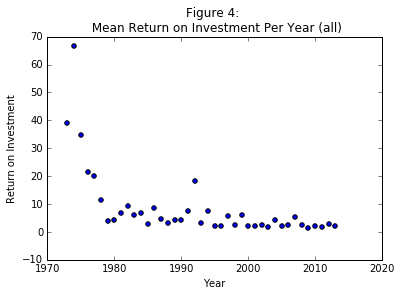 Figure 4:
Mean Return on Investment Per Year (all)
70
60
50
40
30
20
10
0
−10
Return on Investment
1970 1980 1990 2000 2010 2020
Year